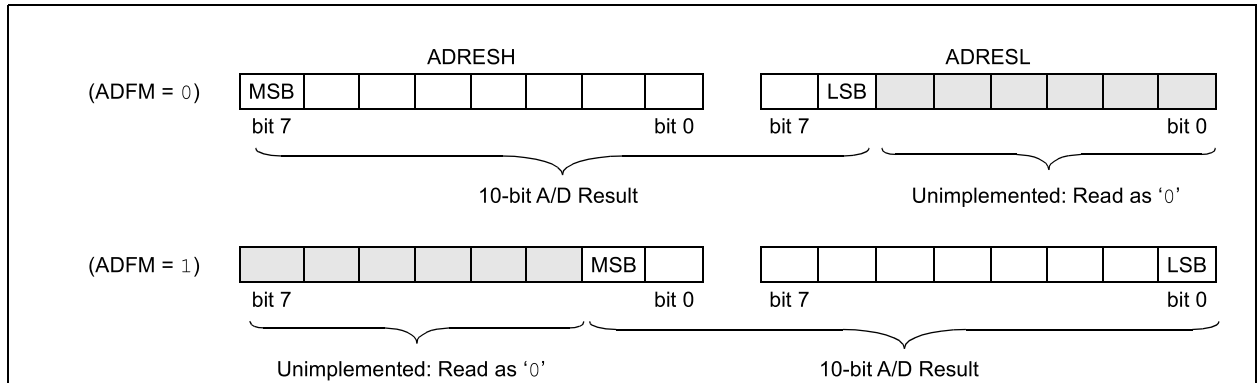 ADRESH ADRESL
(ADFM = 0) MSB LSB
bit 7 bit 0 bit 7 bit 0
10-bit A/D Result Unimplemented: Read as ‘0’
(ADFM = 1) MSB LSB
bit 7 bit 0 bit 7 bit 0
Unimplemented: Read as ‘0’ 10-bit A/D Result